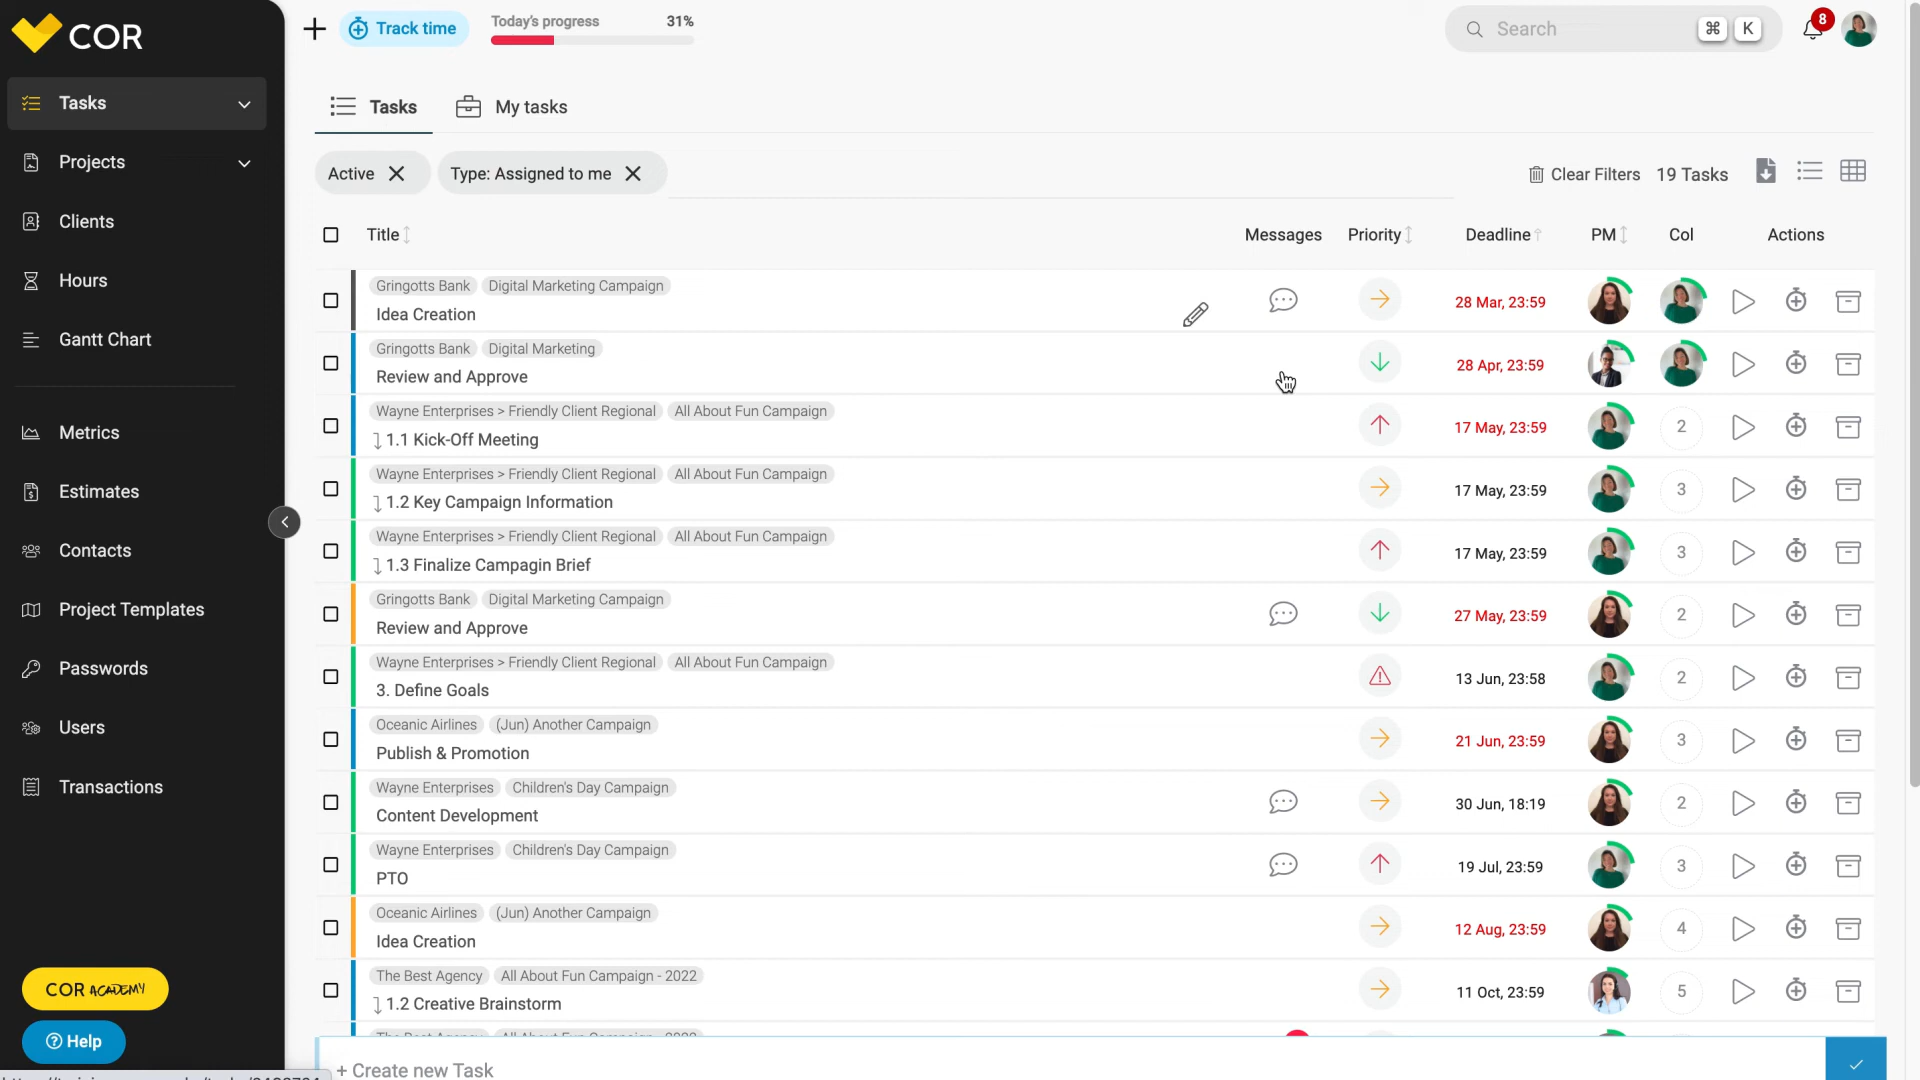 COR
Track time
Today's progress 31%
Search ⌘ K
8
Tasks
Projects
Clients
Hours
Gantt Chart
Metrics
Estimates
Contacts
Project Templates
Passwords
Users
Transactions
COR ACADEMY
Help
Tasks My tasks
Active Type: Assigned to me
Clear Filters 19 Tasks
Title Messages Priority Deadline PM Col Actions
Gringotts Bank Digital Marketing Campaign
Idea Creation 28 Mar, 23:59
Gringotts Bank Digital Marketing
Review and Approve 28 Apr, 23:59
Wayne Enterprises > Friendly Client Regional All About Fun Campaign
1.1 Kick-Off Meeting 17 May, 23:59 2
Wayne Enterprises > Friendly Client Regional All About Fun Campaign
1.2 Key Campaign Information 17 May, 23:59 3
Wayne Enterprises > Friendly Client Regional All About Fun Campaign
1.3 Finalize Campagin Brief 17 May, 23:59 3
Gringotts Bank Digital Marketing Campaign
Review and Approve 27 May, 23:59 2
Wayne Enterprises > Friendly Client Regional All About Fun Campaign
3. Define Goals 13 Jun, 23:58 2
Oceanic Airlines (Jun) Another Campaign
Publish & Promotion 21 Jun, 23:59 3
Wayne Enterprises Children's Day Campaign
Content Development 30 Jun, 18:19 2
Wayne Enterprises Children's Day Campaign
PTO 19 Jul, 23:59 3
Oceanic Airlines (Jun) Another Campaign
Idea Creation 12 Aug, 23:59 4
The Best Agency All About Fun Campaign - 2022
1.2 Creative Brainstorm 11 Oct, 23:59 5
+ Create new Task